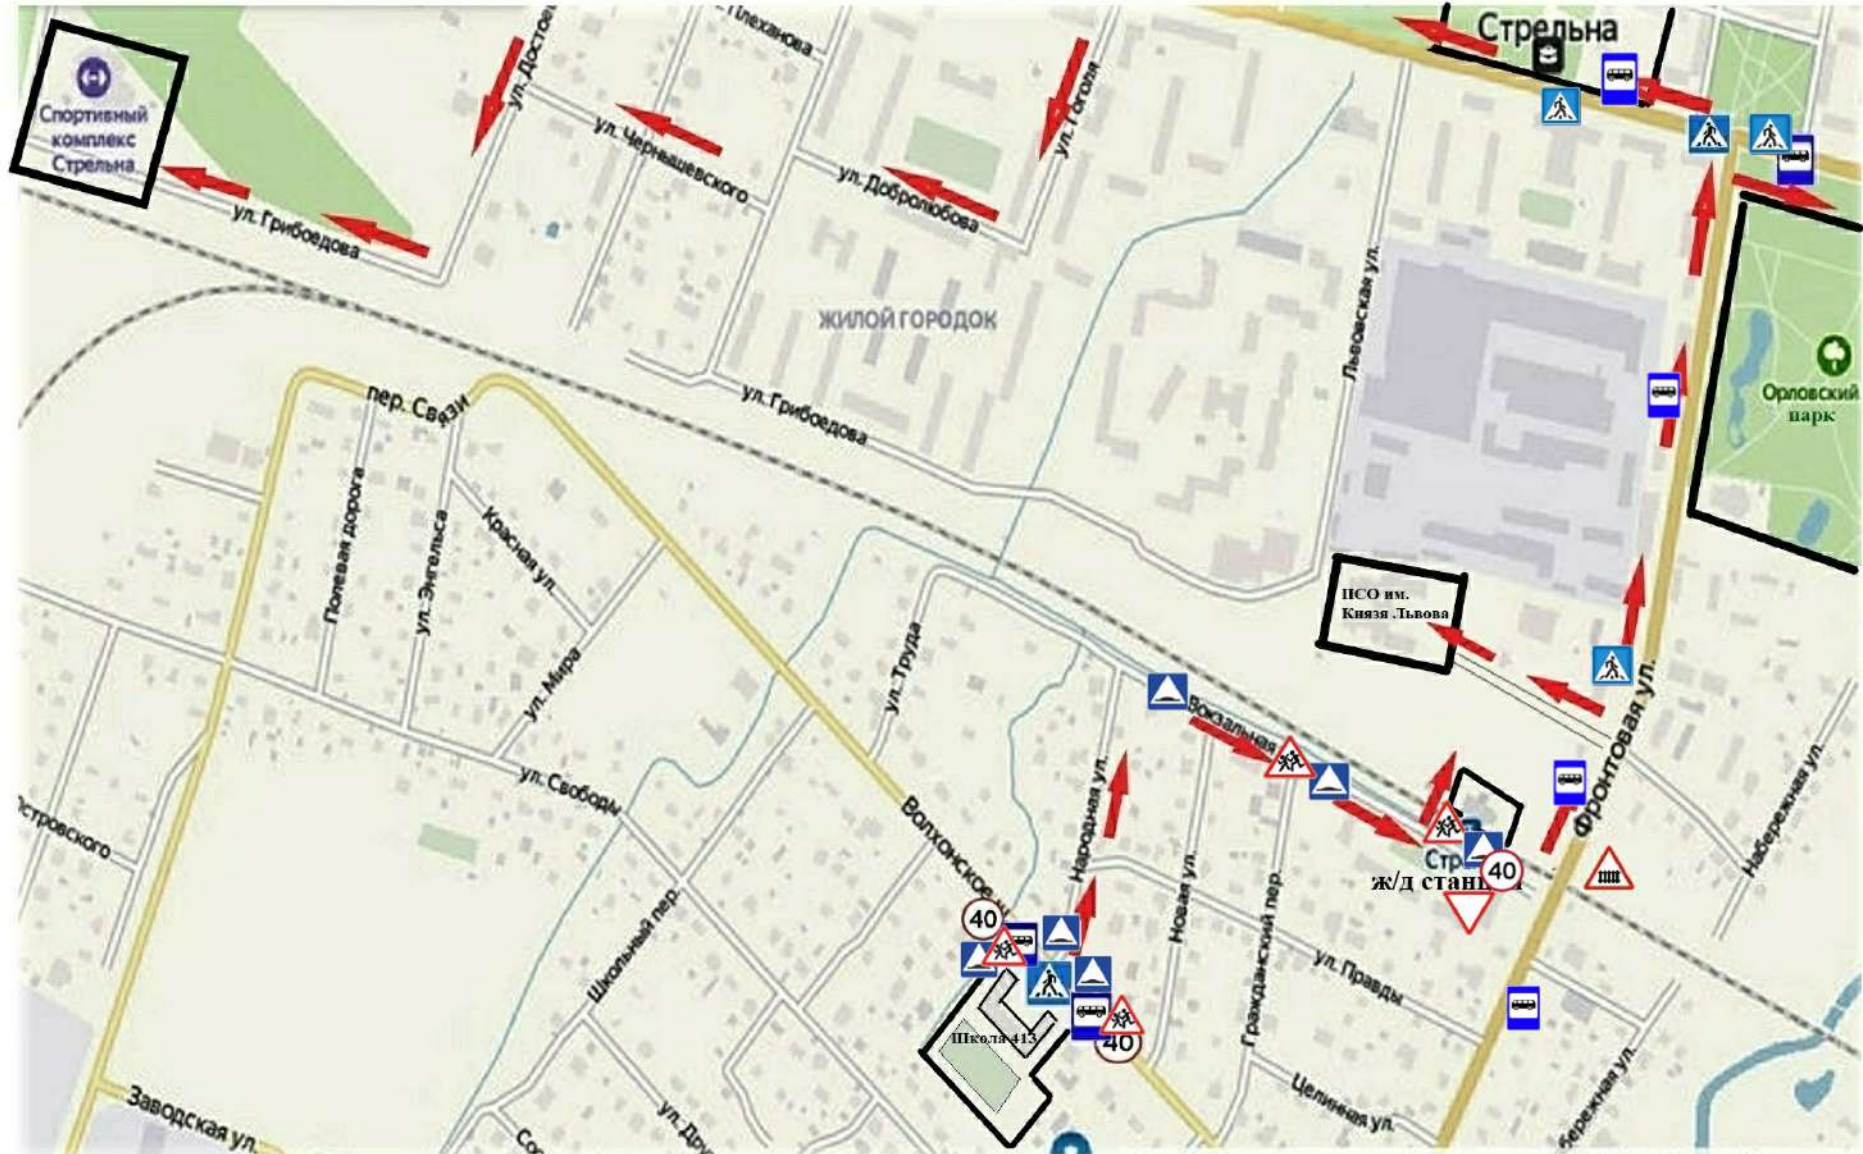 Стрельна
Спортивный
комплекс
Стрельна
Плеханова
ул. Чернышевского
ул. Гоголя
ул. Добролюбова
ул. Грибоедова
ЖИЛОЙ ГОРОДОК
Львовская ул.
Орловский
парк
пер. Связи
ул. Грибоедова
Полевая дорога
ул. Энгельса
Красная ул.
ул. Мира
ул. Труда
ПСО им.
Князя Львова
Вокзальная
Фронтовая ул.
Набережная ул.
ул. Свободы
Островского
Волхонское
Народная ул.
Новая ул.
Гражданский пер.
ж/д
40
40
Школьный пер.
ул. Правды
Школа 413
40
Целинная ул.
Заводская ул.